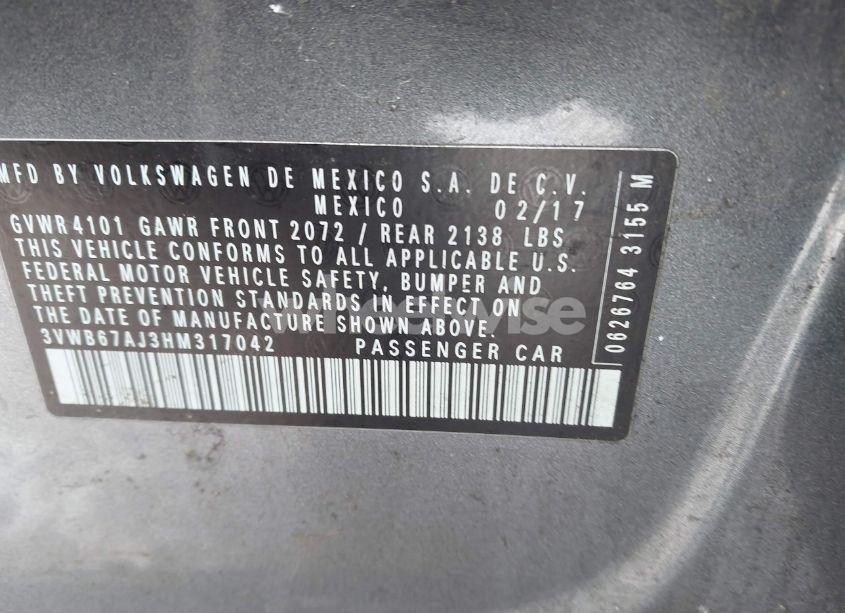 MFD BY VOLKSWAGEN DE MEXICO S.A. DE C.V.
MEXICO 02/17
GVWR 4101 GAWR FRONT 2072 / REAR 2138 LBS
THIS VEHICLE CONFORMS TO ALL APPLICABLE U.S.
FEDERAL MOTOR VEHICLE SAFETY, BUMPER AND
THEFT PREVENTION STANDARDS IN EFFECT ON
THE DATE OF MANUFACTURE SHOWN ABOVE.
3VWB67AJ3HM317042 PASSENGER CAR
0626764 3155 M